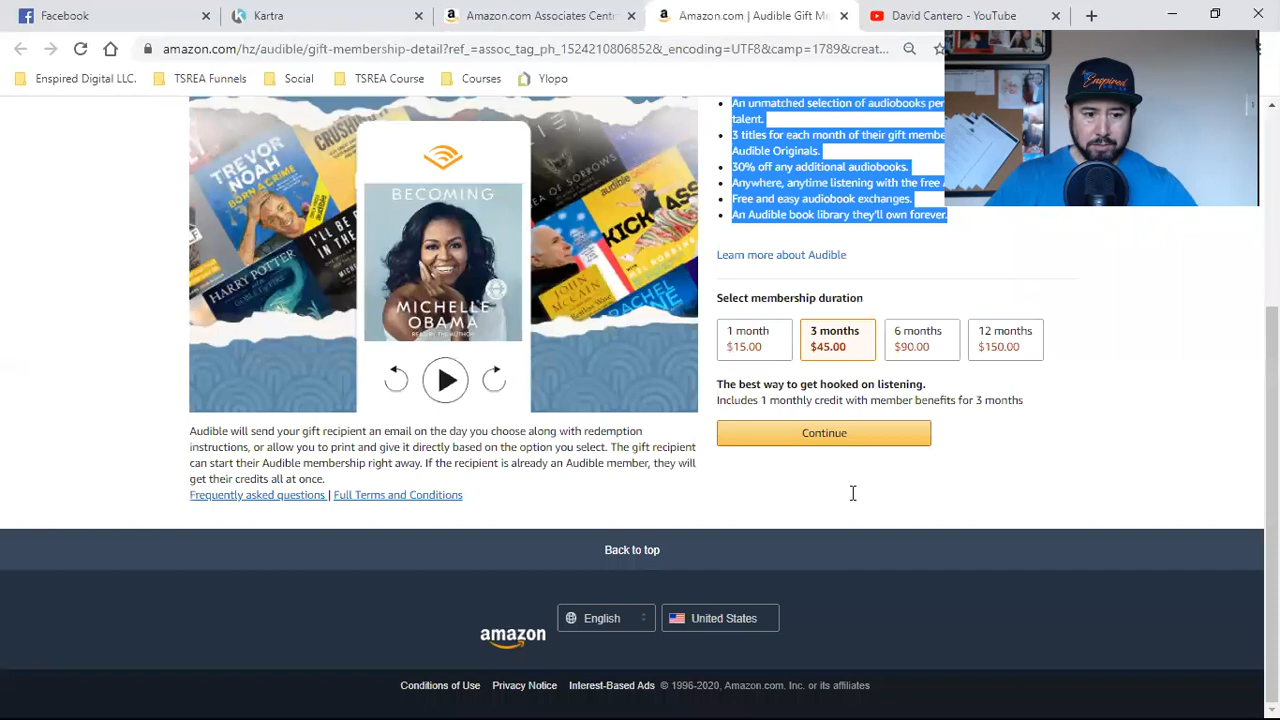 Facebook
Kartra
Amazon.com Associates Centr
Amazon.com | Audible Gift Me
David Cantero - YouTube
amazon.com/hz/audible/gift-membership-detail?ref_=assoc_tag_ph_1524210806852&_encoding=UTF8&camp=1789&creat...
Enspired Digital LLC.
TSREA Funnels
Social
TSREA Course
Courses
Ylopo
An unmatched selection of audiobooks per
talent.
3 titles for each month of their gift membe
Audible Originals.
30% off any additional audiobooks.
Anywhere, anytime listening with the free
Free and easy audiobook exchanges.
An Audible book library they'll own forever.
Learn more about Audible
TREVOR
NOAH
BORN A CRIME
HARRY POTTER
BECOMING
MICHELLE
OBAMA
KICK ASS
Select membership duration
1 month
$15.00
3 months
$45.00
6 months
$90.00
12 months
$150.00
The best way to get hooked on listening.
Includes 1 monthly credit with member benefits for 3 months
Continue
Audible will send your gift recipient an email on the day you choose along with redemption
instructions, or allow you to print and give it directly based on the option you select. The gift recipient
can start their Audible membership right away. If the recipient is already an Audible member, they will
get their credits all at once.
Frequently asked questions | Full Terms and Conditions
Back to top
amazon
English
United States
Conditions of Use
Privacy Notice
Interest-Based Ads
© 1996-2020, Amazon.com, Inc. or its affiliates